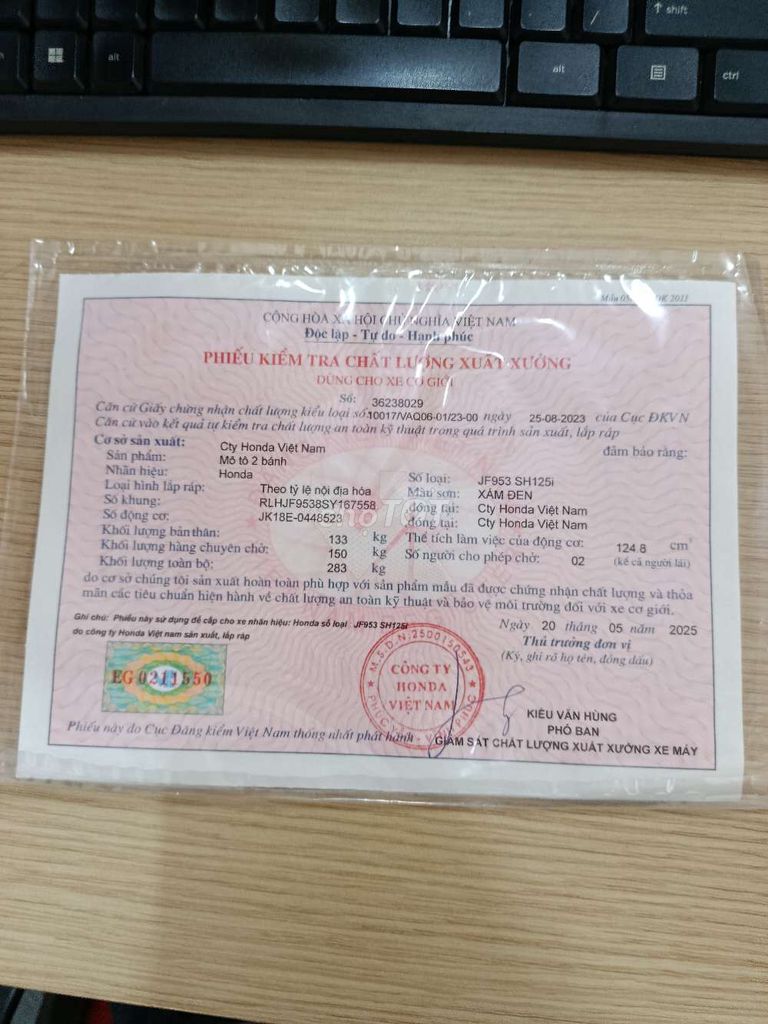 shift
alt
alt
ctrl
CỘNG HÒA XÃ HỘI CHỦ NGHĨA VIỆT NAM
Độc lập - Tự do - Hạnh phúc
PHIẾU KIỂM TRA CHẤT LƯỢNG XUẤT XƯỞNG
DÙNG CHO XE CƠ GIỚI
Số: 36238029
Căn cứ Giấy chứng nhận chất lượng kiểu loại số: 10017/VAQ06-01/23-00 ngày 25-08-2023 của Cục ĐKVN
Căn cứ vào kết quả tự kiểm tra chất lượng an toàn kỹ thuật trong quá trình sản xuất, lắp ráp
Cơ sở sản xuất: Cty Honda Việt Nam đảm bảo rằng:
Sản phẩm: Mô tô 2 bánh
Nhãn hiệu: Honda Số loại: JF953 SH125i
Loại hình lắp ráp: Theo tỷ lệ nội địa hóa Màu sơn: XÁM ĐEN
Số khung: RLHJF9538SY167558 đóng tại: Cty Honda Việt Nam
Số động cơ: JK18E-0448523 đóng tại: Cty Honda Việt Nam
Khối lượng bản thân: 133 kg Thể tích làm việc của động cơ: 124.8 cm³
Khối lượng hàng chuyên chở: 150 kg Số người cho phép chở: 02 (kể cả người lái)
Khối lượng toàn bộ: 283 kg
do cơ sở chúng tôi sản xuất hoàn toàn phù hợp với sản phẩm mẫu đã được chứng nhận chất lượng và thỏa
mãn các tiêu chuẩn hiện hành về chất lượng an toàn kỹ thuật và bảo vệ môi trường đối với xe cơ giới.
Ghi chú: Phiếu này sử dụng để cấp cho xe nhãn hiệu: Honda số loại JF953 SH125i
do công ty Honda Việt Nam sản xuất, lắp ráp
Ngày 20 tháng 05 năm 2025
Thủ trưởng đơn vị
(Ký, ghi rõ họ tên, đóng dấu)
EG 0211550
M.S.D.N:2500150543
CÔNG TY
HONDA
VIỆT NAM
KIỀU VĂN HÙNG
PHÓ BAN
GIÁM SÁT CHẤT LƯỢNG XUẤT XƯỞNG XE MÁY
Phiếu này do Cục Đăng kiểm Việt Nam thống nhất phát hành